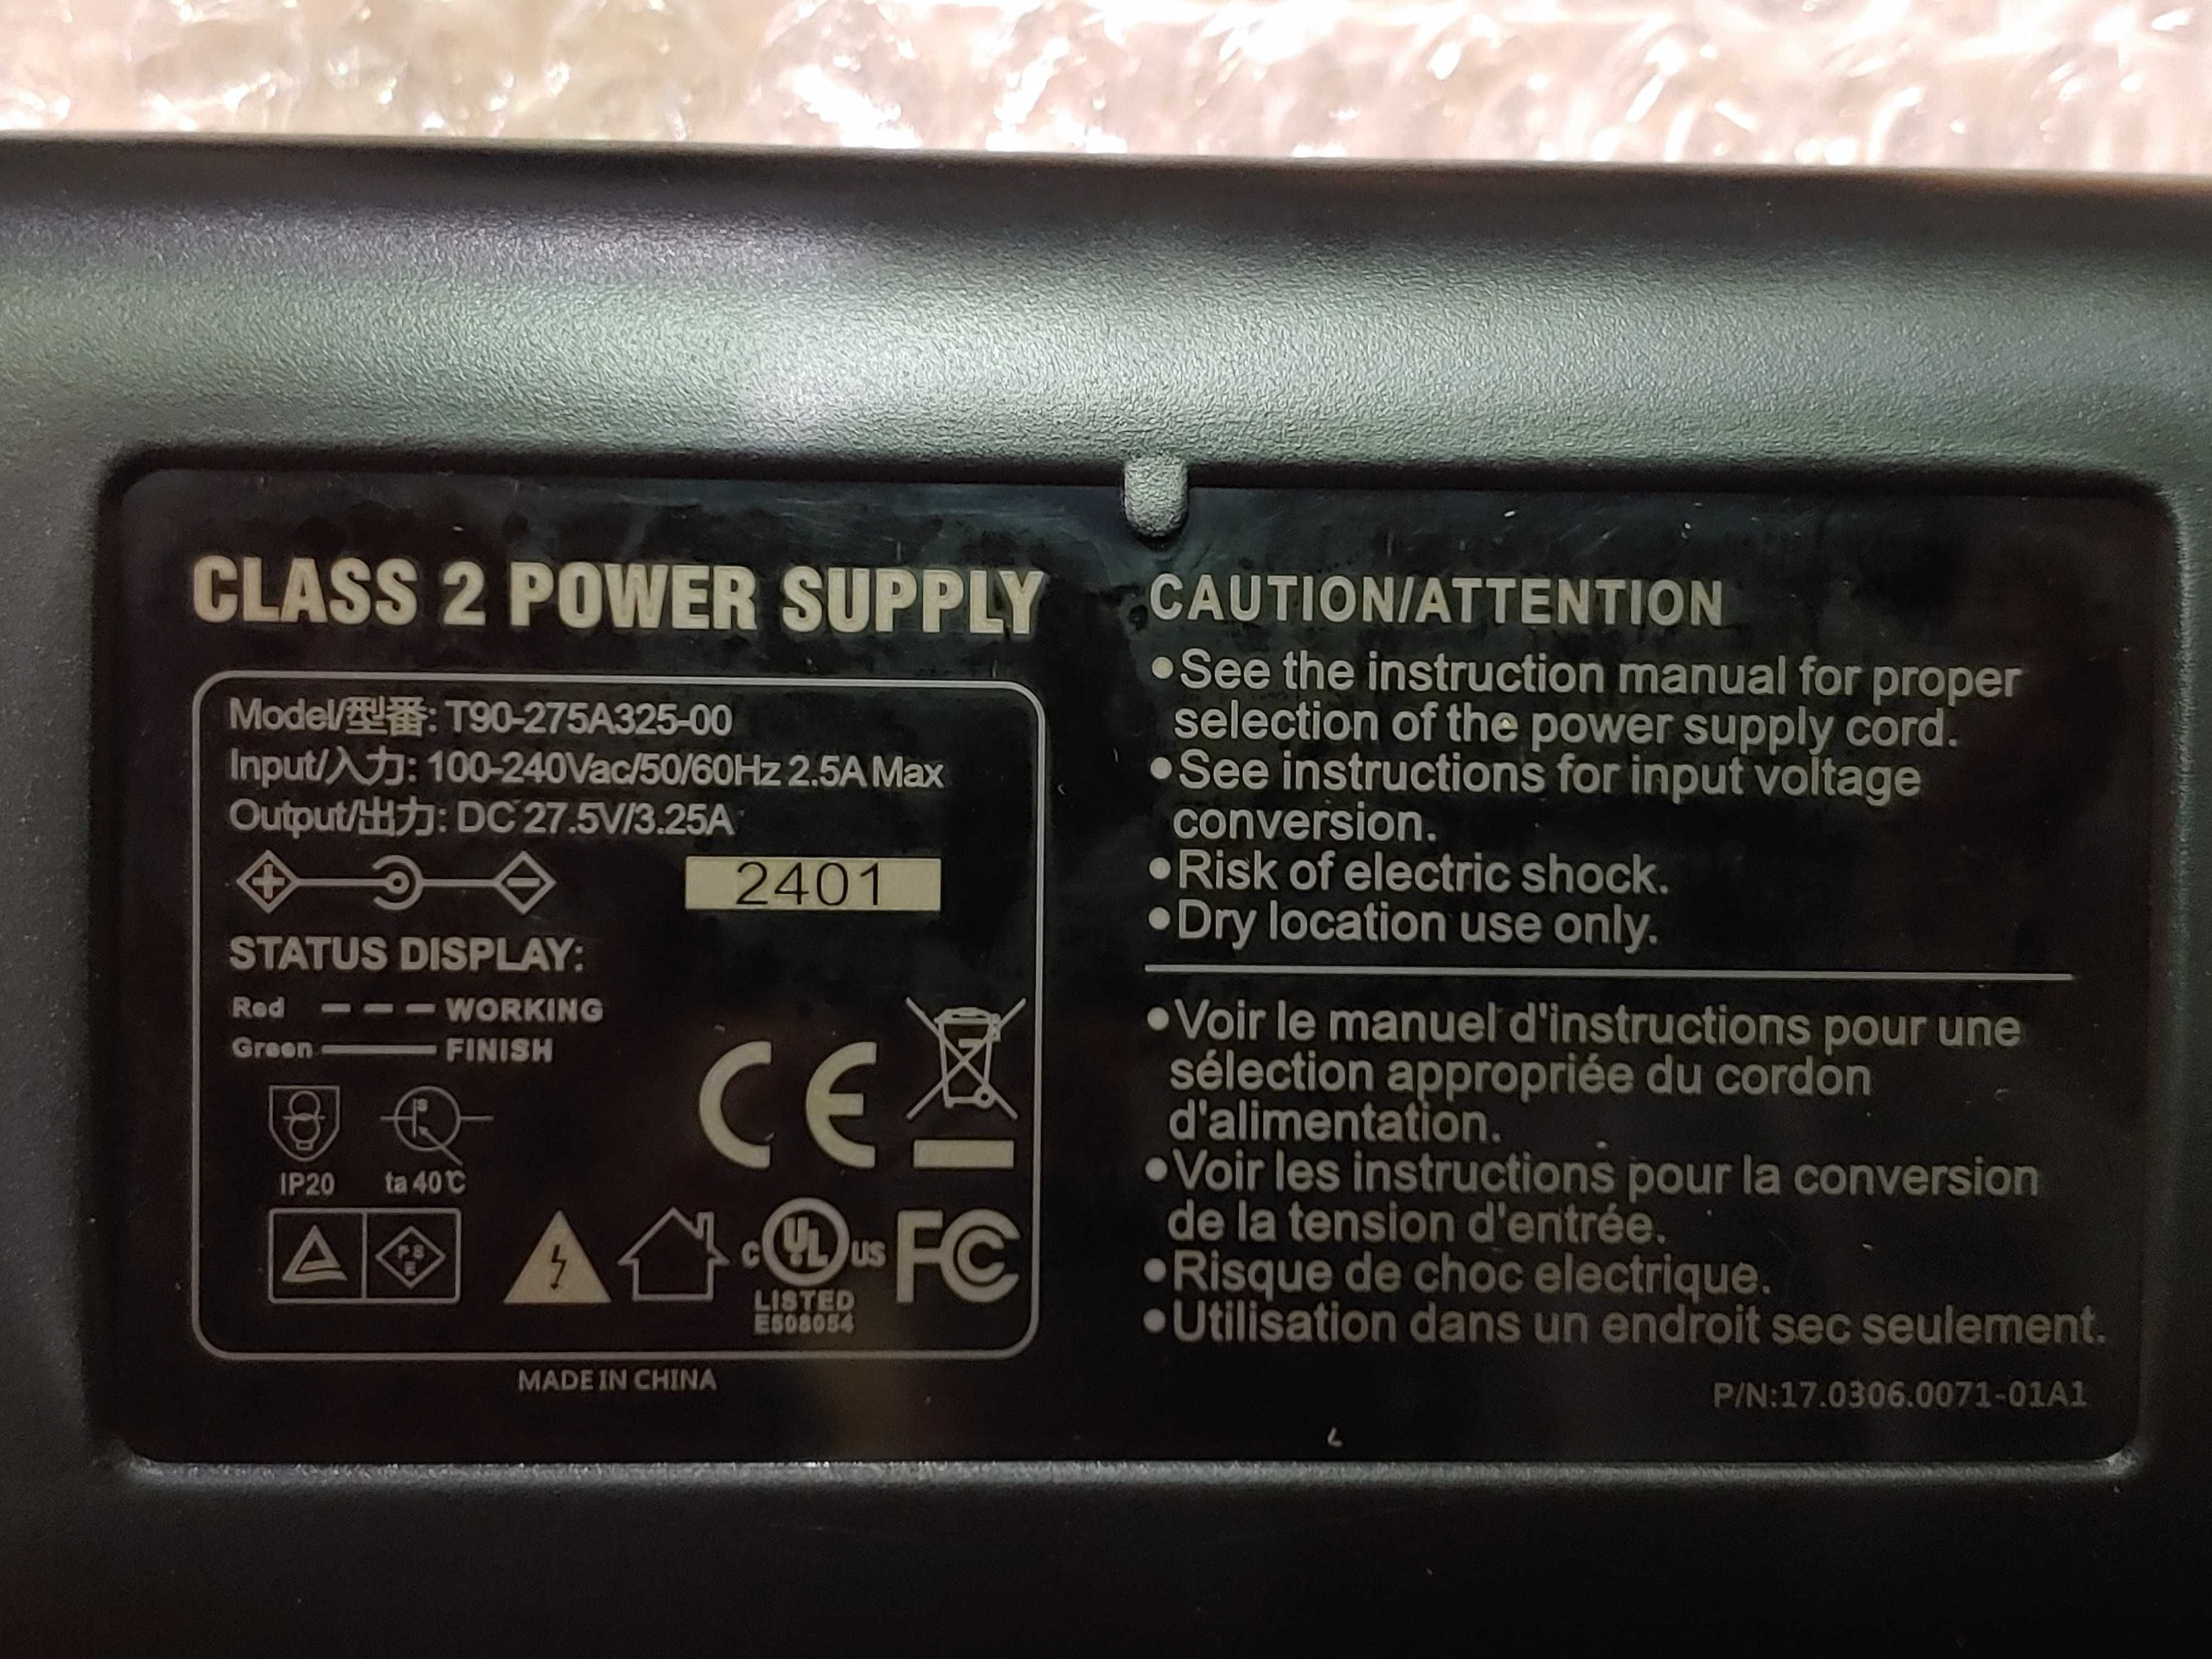 CLASS 2 POWER SUPPLY
Model/型番: T90-275A325-00
Input/入力: 100-240Vac/50/60Hz 2.5A Max
Output/出力: DC 27.5V/3.25A
2401
STATUS DISPLAY:
Red — — — WORKING
Green ——— FINISH
IP20
ta 40℃
PS
E
CE
C UL US
LISTED
E508054
FC
MADE IN CHINA
CAUTION/ATTENTION
•See the instruction manual for proper
selection of the power supply cord.
•See instructions for input voltage
conversion.
•Risk of electric shock.
•Dry location use only.
•Voir le manuel d'instructions pour une
sélection appropriée du cordon
d'alimentation.
•Voir les instructions pour la conversion
de la tension d'entrée.
•Risque de choc electrique.
•Utilisation dans un endroit sec seulement.
P/N:17.0306.0071-01A1